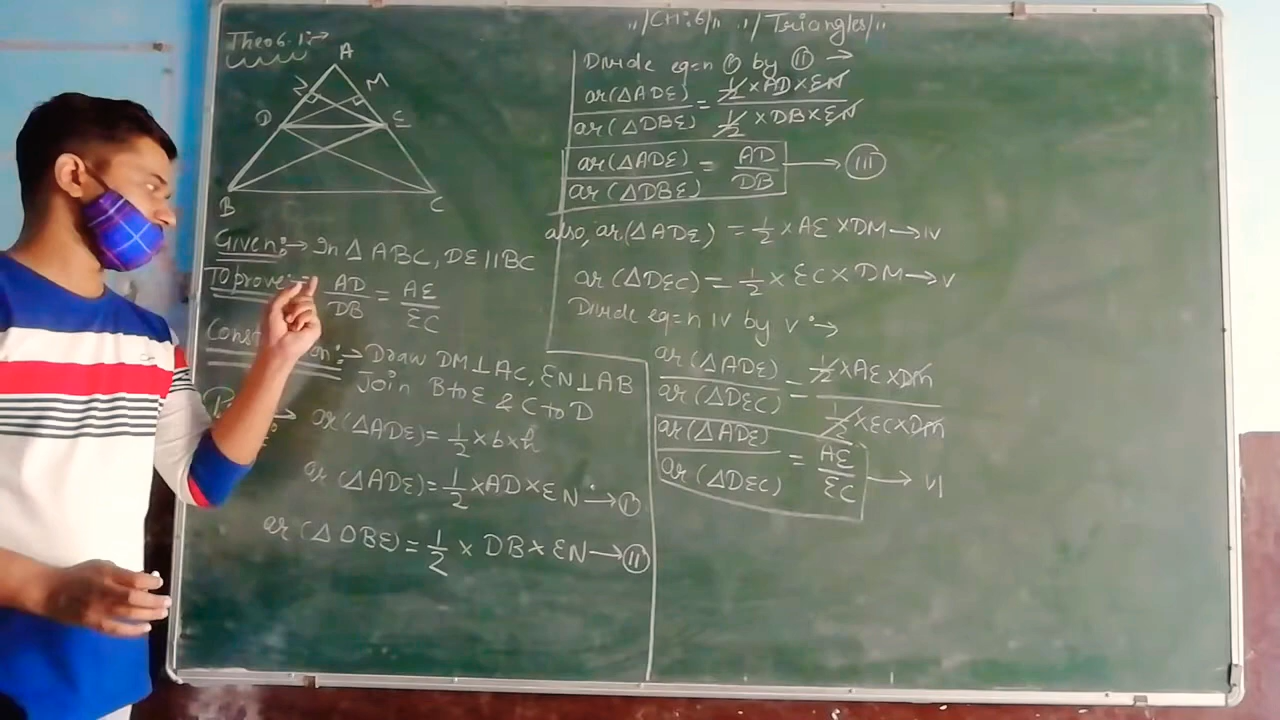 ,,/CH:6/,, ,,/Triangles/,,
Theo 6.1:→
A
N M
D E
B C
Given:→ In △ ABC, DE || BC
To prove:→ AD/DB = AE/EC
:→ Draw DM⊥AC, EN⊥AB
Join B to E & C to D
ar(△ADE) = 1/2 × b × h
ar(△ADE) = 1/2 × AD × EN → I
ar(△DBE) = 1/2 × DB × EN → II
Divide eq=n I by II →
ar(△ADE)/ar(△DBE) = 1/2 × AD × EN / 1/2 × DB × EN
ar(△ADE)/ar(△DBE) = AD/DB → III
also, ar(△ADE) = 1/2 × AE × DM → IV
ar(△DEC) = 1/2 × EC × DM → V
Divide eq=n IV by V :→
ar(△ADE)/ar(△DEC) = 1/2 × AE × DM / 1/2 × EC × DM
ar(△ADE)/ar(△DEC) = AE/EC → VI